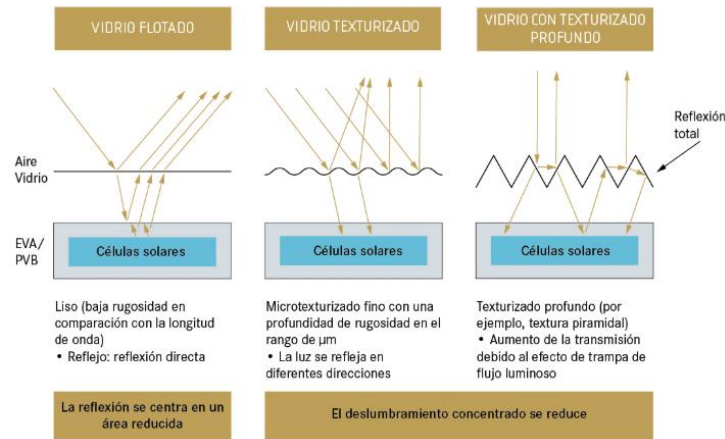 VIDRIO FLOTADO
VIDRIO TEXTURIZADO
VIDRIO CON TEXTURIZADO
PROFUNDO
Reflexión
total
Aire
Vidrio
EVA/
PVB
Células solares
Células solares
Células solares
Liso (baja rugosidad en
comparación con la longitud
de onda)
• Reflejo: reflexión directa
Microtexturizado fino con una
profundidad de rugosidad en el
rango de µm
• La luz se refleja en
diferentes direcciones
Texturizado profundo (por
ejemplo, textura piramidal)
• Aumento de la transmisión
debido al efecto de trampa de
flujo luminoso
La reflexión se centra en un
área reducida
El deslumbramiento concentrado se reduce